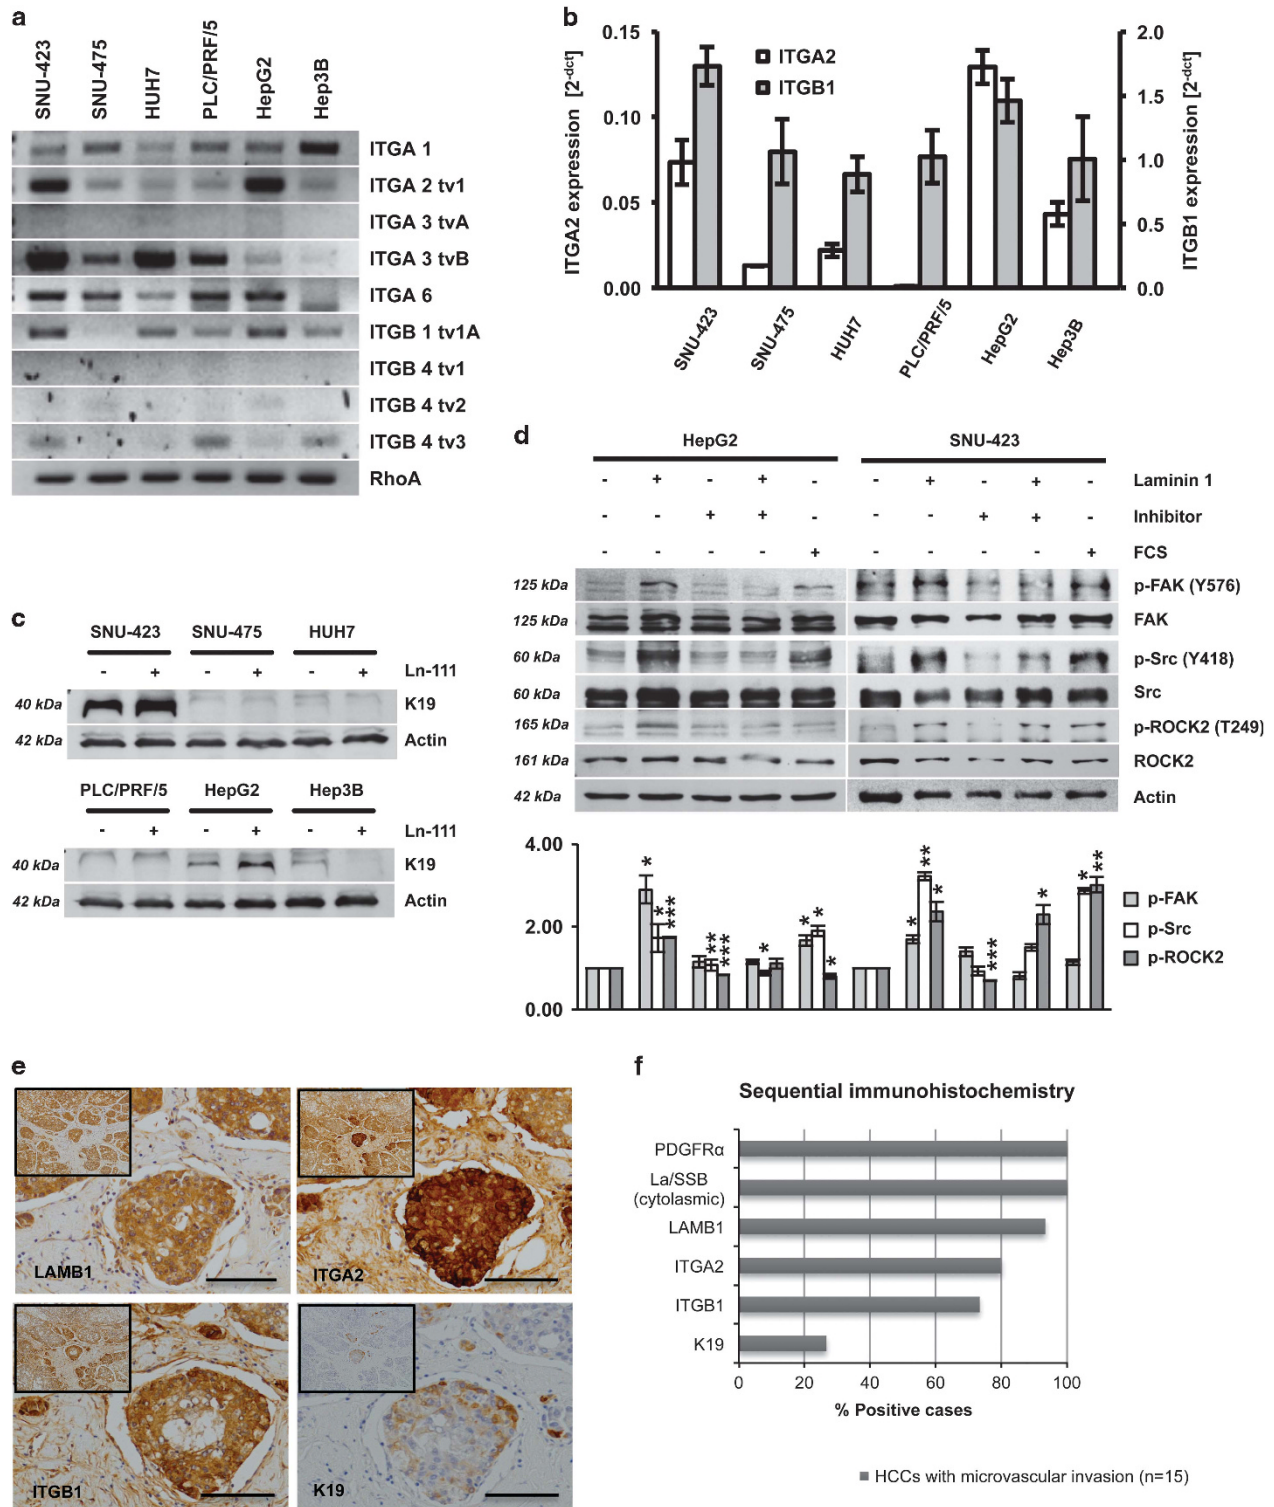 a
SNU-423 SNU-475 HUH7 PLC/PRF/5 HepG2 Hep3B
ITGA 1
ITGA 2 tv1
ITGA 3 tvA
ITGA 3 tvB
ITGA 6
ITGB 1 tv1A
ITGB 4 tv1
ITGB 4 tv2
ITGB 4 tv3
RhoA
b
ITGA2 expression [2-dct]
0.15
0.10
0.05
0.00
ITGA2
ITGB1
2.0
1.5
1.0
0.5
0.0
ITGB1 expression [2-dct]
SNU-423 SNU-475 HUH7 PLC/PRF/5 HepG2 Hep3B
c
SNU-423 SNU-475 HUH7
- + - + - + Ln-111
40 kDa K19
42 kDa Actin
PLC/PRF/5 HepG2 Hep3B
- + - + - + Ln-111
40 kDa K19
42 kDa Actin
d
HepG2 SNU-423
- + - + - - + - + - Laminin 1
- - + + - - - + + - Inhibitor
- - - - + - - - - + FCS
125 kDa p-FAK (Y576)
125 kDa FAK
60 kDa p-Src (Y418)
60 kDa Src
165 kDa p-ROCK2 (T249)
161 kDa ROCK2
42 kDa Actin
4.00
2.00
0.00
* ** *** ** *** * * * * * ** * *** * * **
p-FAK
p-Src
p-ROCK2
e
LAMB1
ITGA2
ITGB1
K19
f
Sequential immunohistochemistry
PDGFRα
La/SSB
(cytolasmic)
LAMB1
ITGA2
ITGB1
K19
0 20 40 60 80 100
% Positive cases
HCCs with microvascular invasion (n=15)